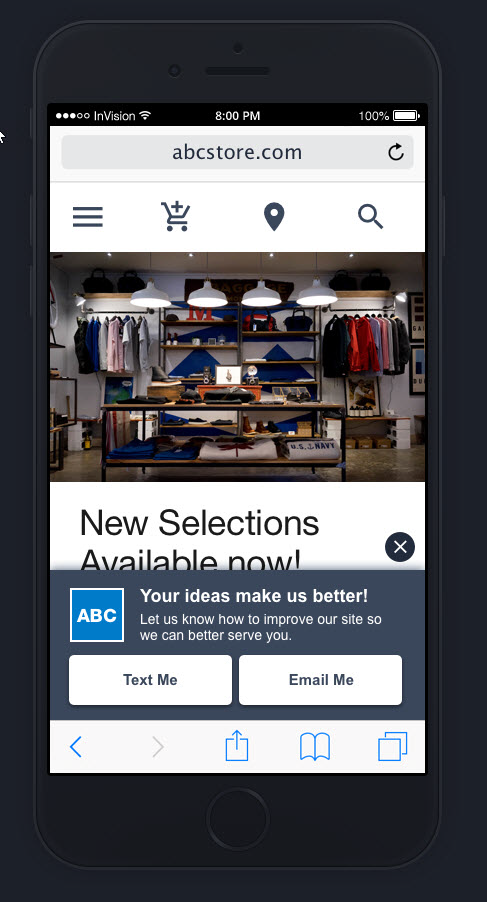 InVision 8:00 PM 100%
abcstore.com
U.S. NAVY
New Selections
Available now!
ABC
Your ideas make us better!
Let us know how to improve our site so
we can better serve you.
Text Me Email Me